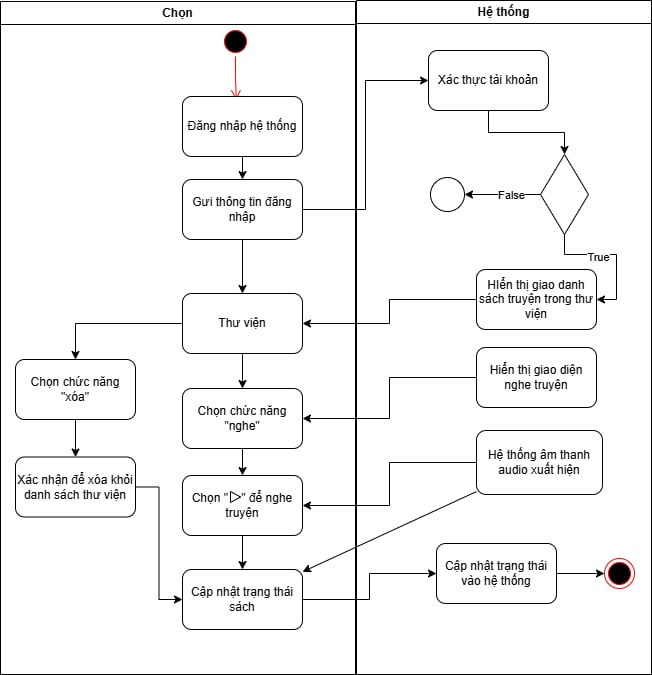 Chọn
Hệ thống
Xác thực tài khoản
Đăng nhập hệ thống
Gưi thông tin đăng
nhập
False
True
HIển thị giao danh
sách truyện trong thư
viện
Thư viện
Hiển thị giao diện
nghe truyện
Chọn chức năng
"xóa"
Chọn chức năng
"nghe"
Hệ thống âm thanh
audio xuất hiện
Xác nhận để xóa khỏi
danh sách thư viện
Chọn "▷" để nghe
truyện
Cập nhật trạng thái
vào hệ thống
Cập nhật trạng thái
sách